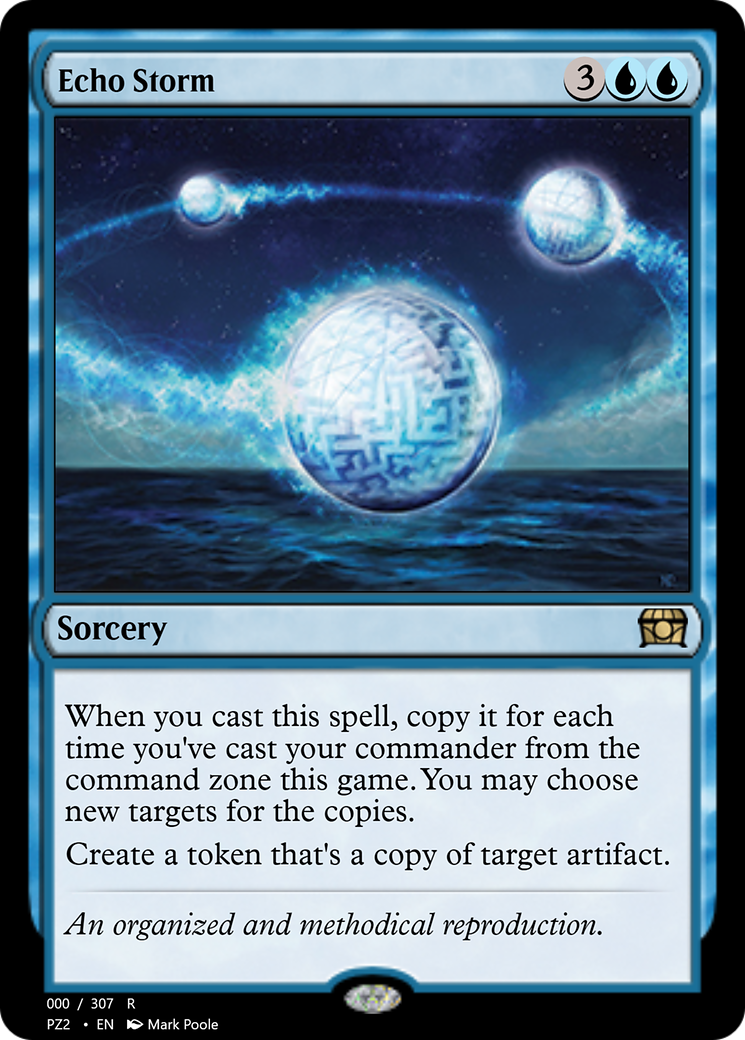 Echo Storm 3
Sorcery
When you cast this spell, copy it for each
time you've cast your commander from the
command zone this game. You may choose
new targets for the copies.
Create a token that's a copy of target artifact.
An organized and methodical reproduction.
000 / 307 R
PZ2 • EN Mark Poole